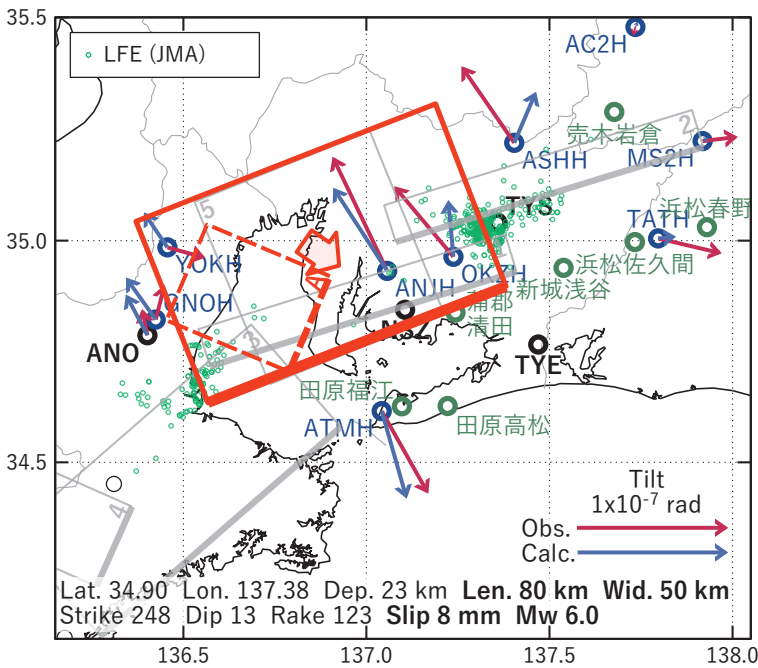 35.5
35.0
34.5
LFE (JMA)
AC2H
売木岩倉
2
ASHH
MS2H
TYS
浜松春野
TATH
5
YOKH
浜松佐久間
OKZH
ANJH
新城浅谷
GNOH
蒲郡
清田
3
ANO
TYE
田原福江
ATMH
田原高松
4
Tilt
1x10⁻⁷ rad
Obs.
Calc.
Lat. 34.90 Lon. 137.38 Dep. 23 km Len. 80 km Wid. 50 km
Strike 248 Dip 13 Rake 123 Slip 8 mm Mw 6.0
136.5 137.0 137.5 138.0